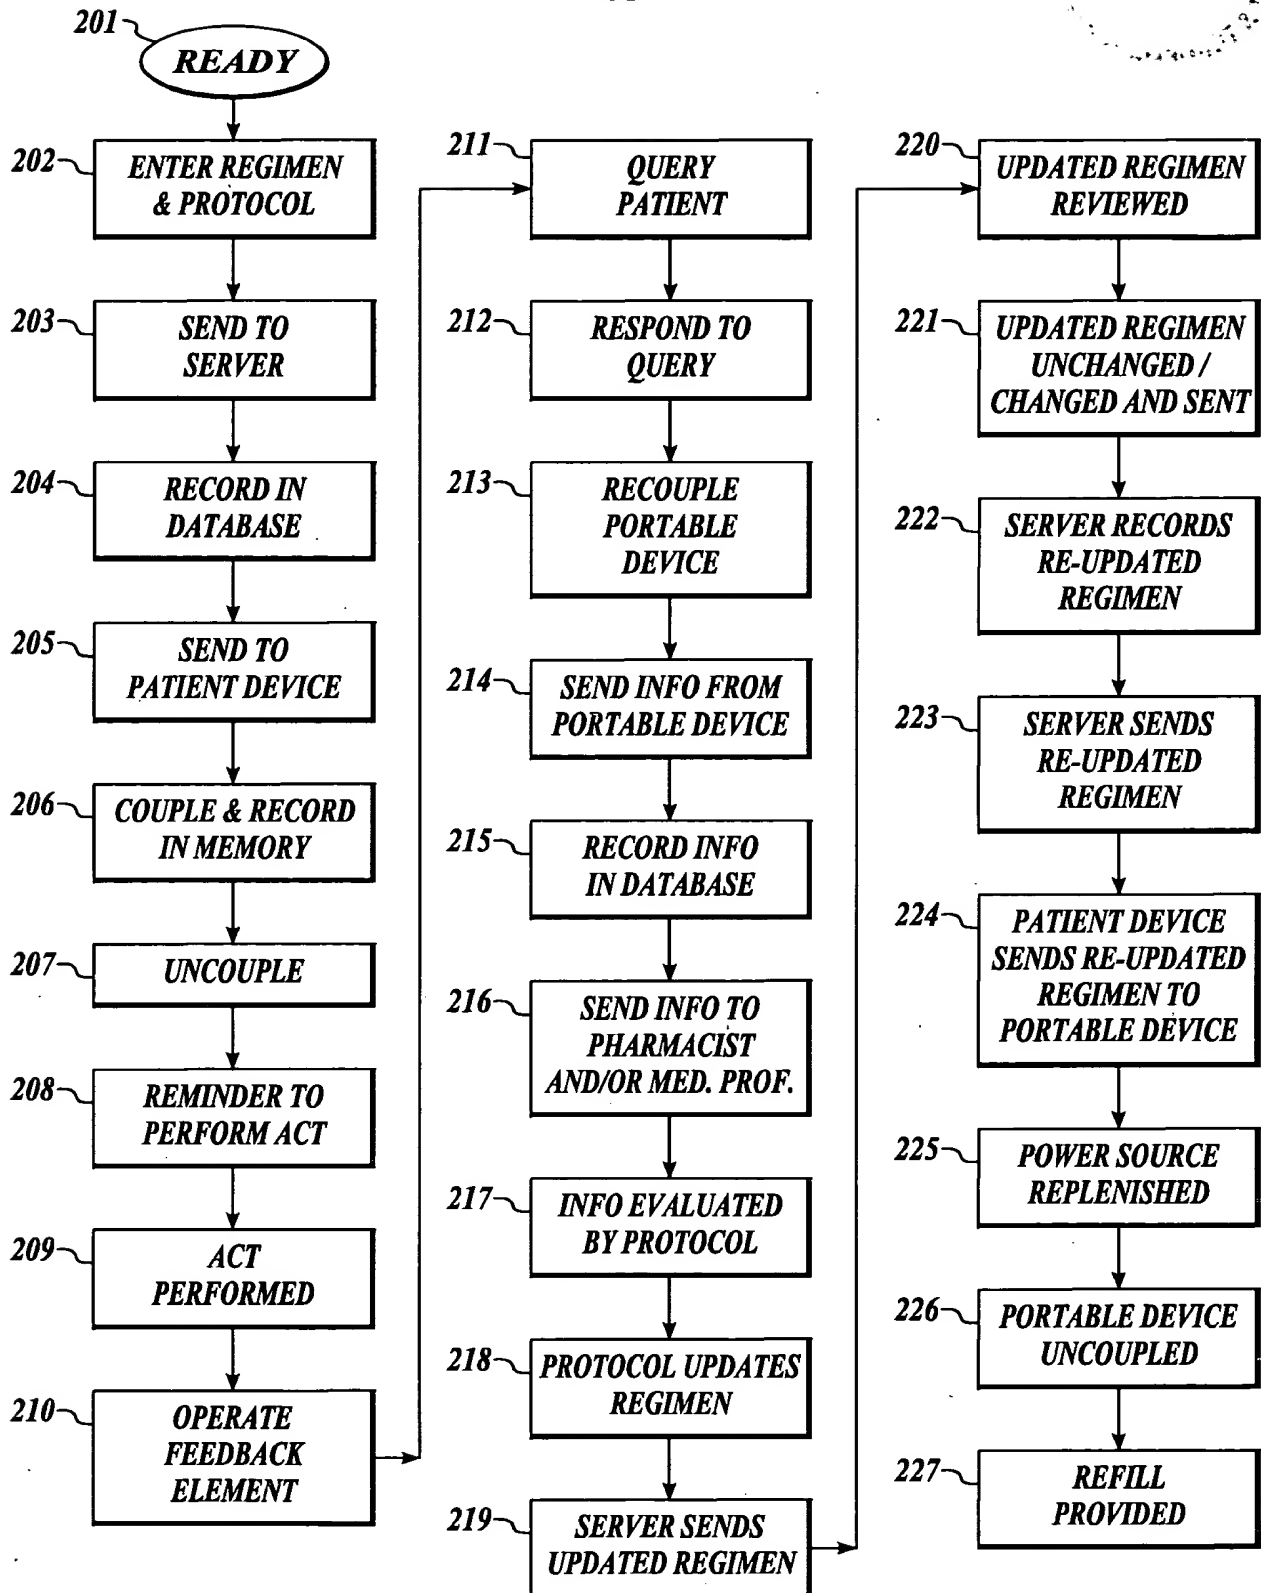 201
READY
202
ENTER REGIMEN
& PROTOCOL
203
SEND TO
SERVER
204
RECORD IN
DATABASE
205
SEND TO
PATIENT DEVICE
206
COUPLE & RECORD
IN MEMORY
207
UNCOUPLE
208
REMINDER TO
PERFORM ACT
209
ACT
PERFORMED
210
OPERATE
FEEDBACK
ELEMENT
211
QUERY
PATIENT
212
RESPOND TO
QUERY
213
RECOUPLE
PORTABLE
DEVICE
214
SEND INFO FROM
PORTABLE DEVICE
215
RECORD INFO
IN DATABASE
216
SEND INFO TO
PHARMACIST
AND/OR MED. PROF.
217
INFO EVALUATED
BY PROTOCOL
218
PROTOCOL UPDATES
REGIMEN
219
SERVER SENDS
UPDATED REGIMEN
220
UPDATED REGIMEN
REVIEWED
221
UPDATED REGIMEN
UNCHANGED /
CHANGED AND SENT
222
SERVER RECORDS
RE-UPDATED
REGIMEN
223
SERVER SENDS
RE-UPDATED
REGIMEN
224
PATIENT DEVICE
SENDS RE-UPDATED
REGIMEN TO
PORTABLE DEVICE
225
POWER SOURCE
REPLENISHED
226
PORTABLE DEVICE
UNCOUPLED
227
REFILL
PROVIDED